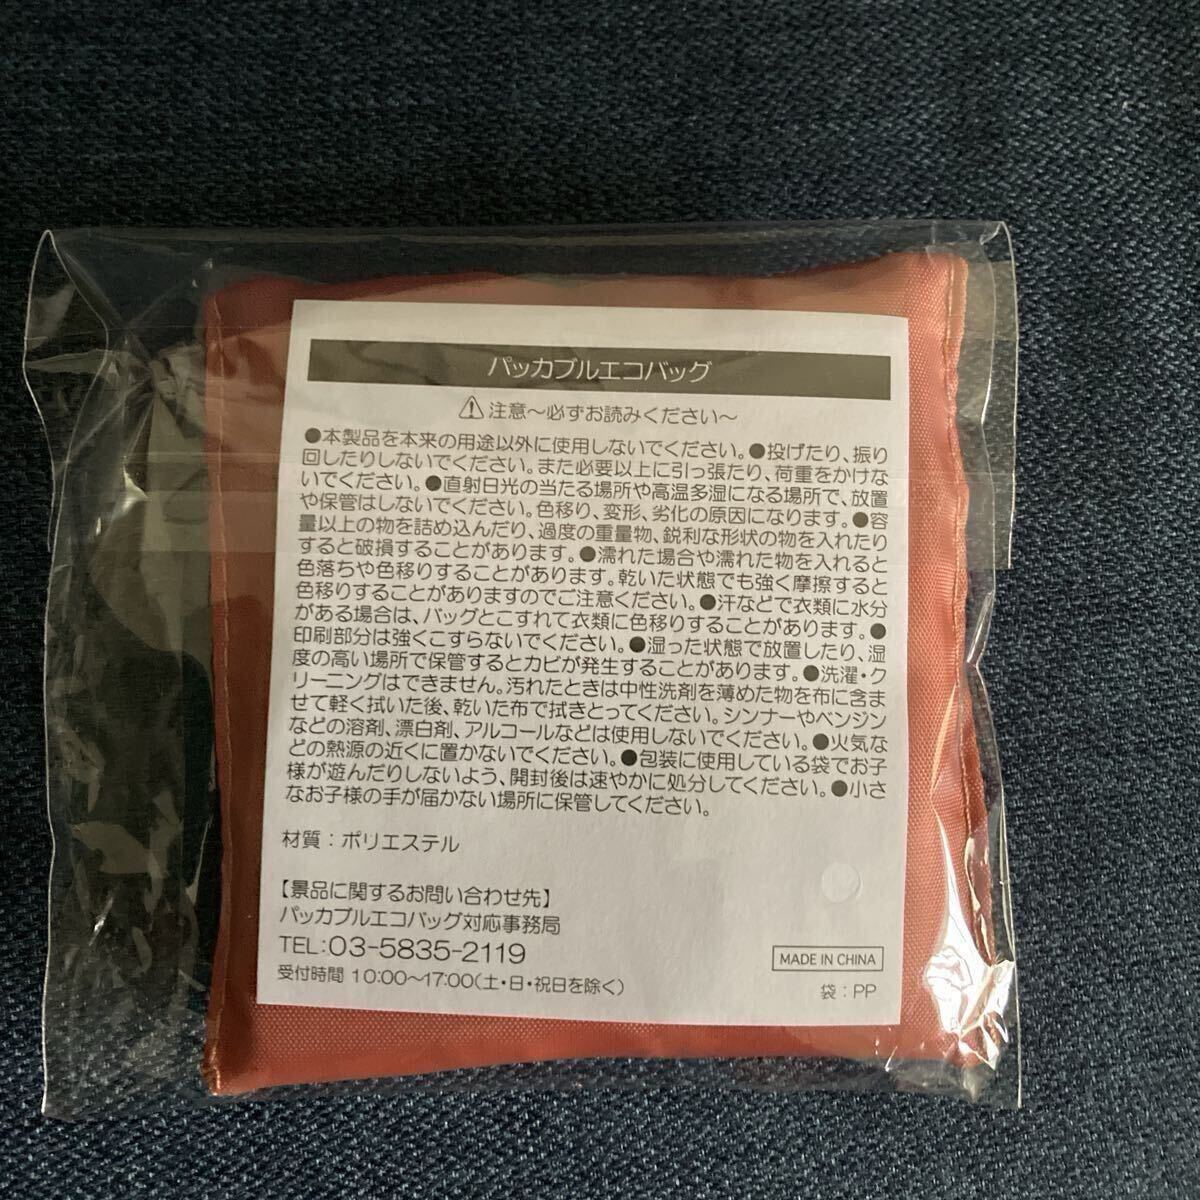 パッカブルエコバッグ
⚠注意〜必ずお読みください〜
●本製品を本来の用途以外に使用しないでください。●投げたり、振り
回したりしないでください。また必要以上に引っ張たり、荷重をかけな
いでください。●直射日光の当たる場所や高温多湿になる場所で、放置
や保管はしないでください。色移り、変形、劣化の原因になります。●容
量以上の物を詰め込んだり、過度の重量物、鋭利な形状の物を入れたり
すると破損することがあります。●濡れた場合や濡れた物を入れると
色落ちや色移りすることがあります。乾いた状態でも強く摩擦すると
色移りすることがありますのでご注意ください。●汗などで衣類に水分
がある場合は、バッグとこすれて衣類に色移りすることがあります。●
印刷部分は強くこすらないでください。●湿った状態で放置したり、湿
度の高い場所で保管するとカビが発生することがあります。●洗濯・ク
リーニングはできません。汚れたときは中性洗剤を薄めた物を布に含ま
せて軽く拭いた後、乾いた布で拭きとってください。シンナーやベンジン
などの溶剤、漂白剤、アルコールなどは使用しないでください。●火気な
どの熱源の近くに置かないでください。●包装に使用している袋でお子
様が遊んだりしないよう、開封後は速やかに処分してください。●小さ
なお子様の手が届かない場所に保管してください。
材質：ポリエステル
【景品に関するお問い合わせ先】
パッカブルエコバッグ対応事務局
TEL：03-5835-2119
受付時間 10:00〜17:00（土・日・祝日を除く）
MADE IN CHINA
袋：PP